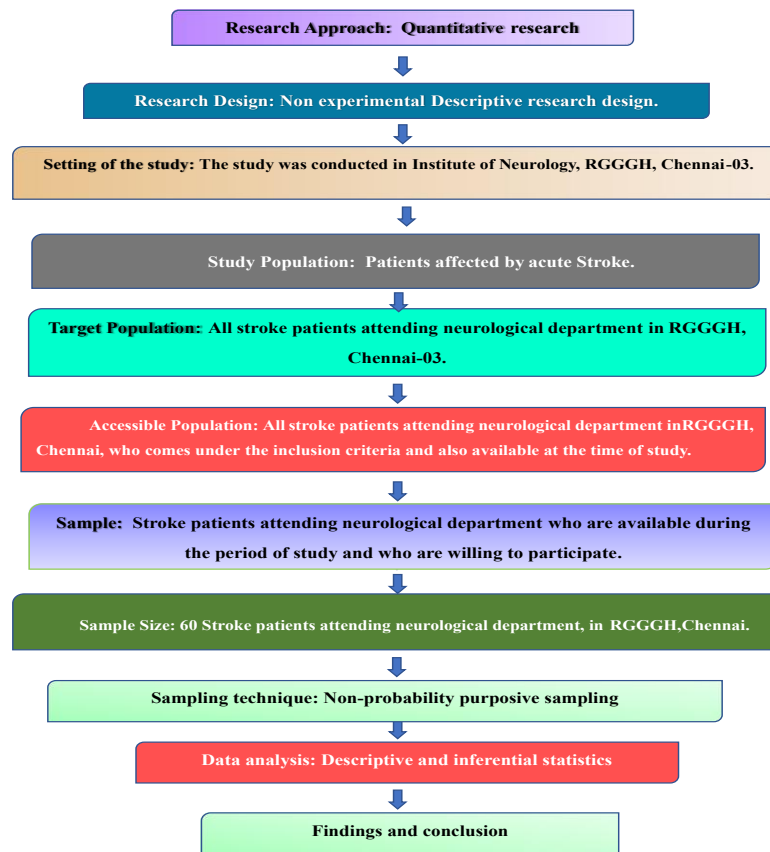 Research Approach: Quantitative research
Research Design: Non experimental Descriptive research design.
Setting of the study: The study was conducted in Institute of Neurology, RGGGH, Chennai-03.
Study Population: Patients affected by acute Stroke.
Target Population: All stroke patients attending neurological department in RGGGH,
Chennai-03.
Accessible Population: All stroke patients attending neurological department inRGGGH,
Chennai, who comes under the inclusion criteria and also available at the time of study.
Sample: Stroke patients attending neurological department who are available during
the period of study and who are willing to participate.
Sample Size: 60 Stroke patients attending neurological department, in RGGGH,Chennai.
Sampling technique: Non-probability purposive sampling
Data analysis: Descriptive and inferential statistics
Findings and conclusion